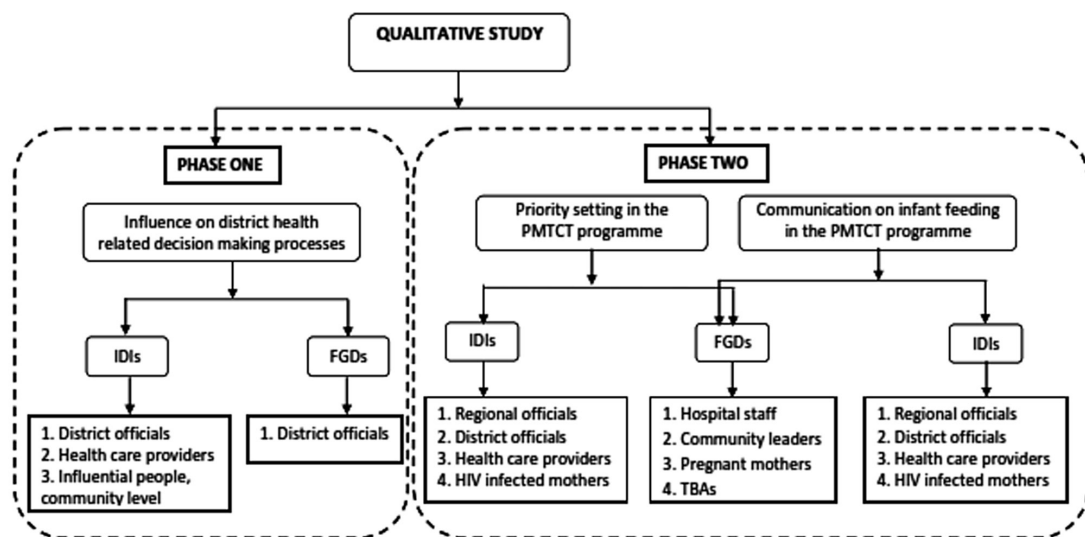 QUALITATIVE STUDY
PHASE ONE
Influence on district health
related decision making processes
IDIs
FGDs
1. District officials
2. Health care providers
3. Influential people,
community level
1. District officials
PHASE TWO
Priority setting in the
PMTCT programme
Communication on infant feeding
in the PMTCT programme
IDIs
FGDs
IDIs
1. Regional officials
2. District officials
3. Health care providers
4. HIV infected mothers
1. Hospital staff
2. Community leaders
3. Pregnant mothers
4. TBAs
1. Regional officials
2. District officials
3. Health care providers
4. HIV infected mothers